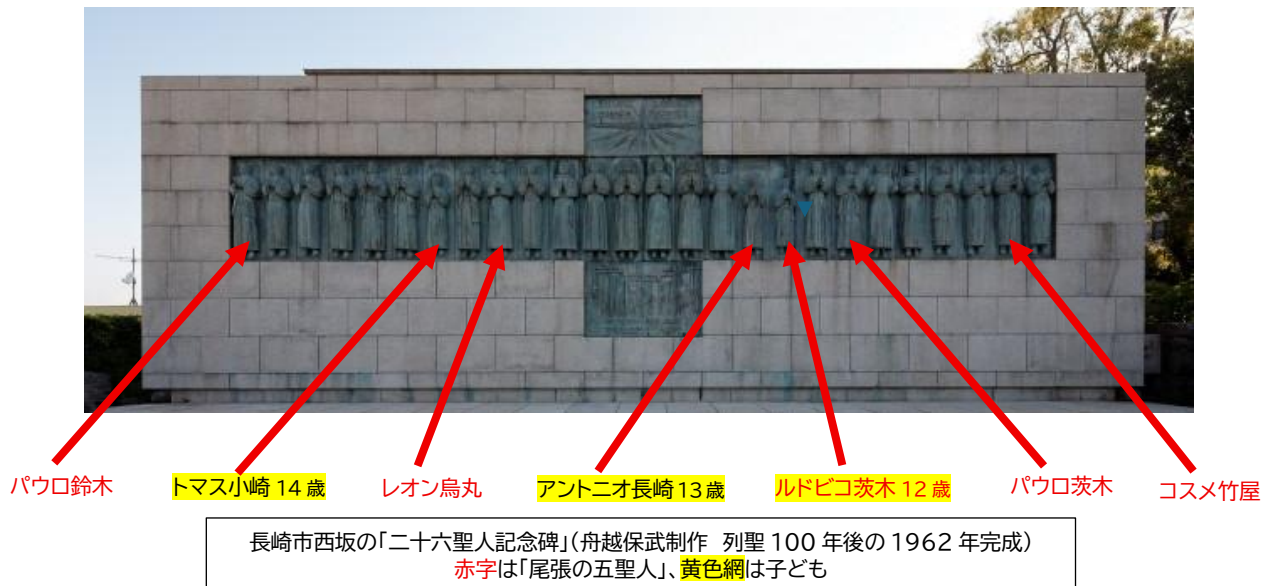 パウロ鈴木
トマス小崎 14 歳
レオン烏丸
アントニオ長崎 13 歳
ルドビコ茨木 12 歳
パウロ茨木
コスメ竹屋
長崎市西坂の「二十六聖人記念碑」(舟越保武制作 列聖 100 年後の 1962 年完成)
赤字は「尾張の五聖人」、黄色網は子ども